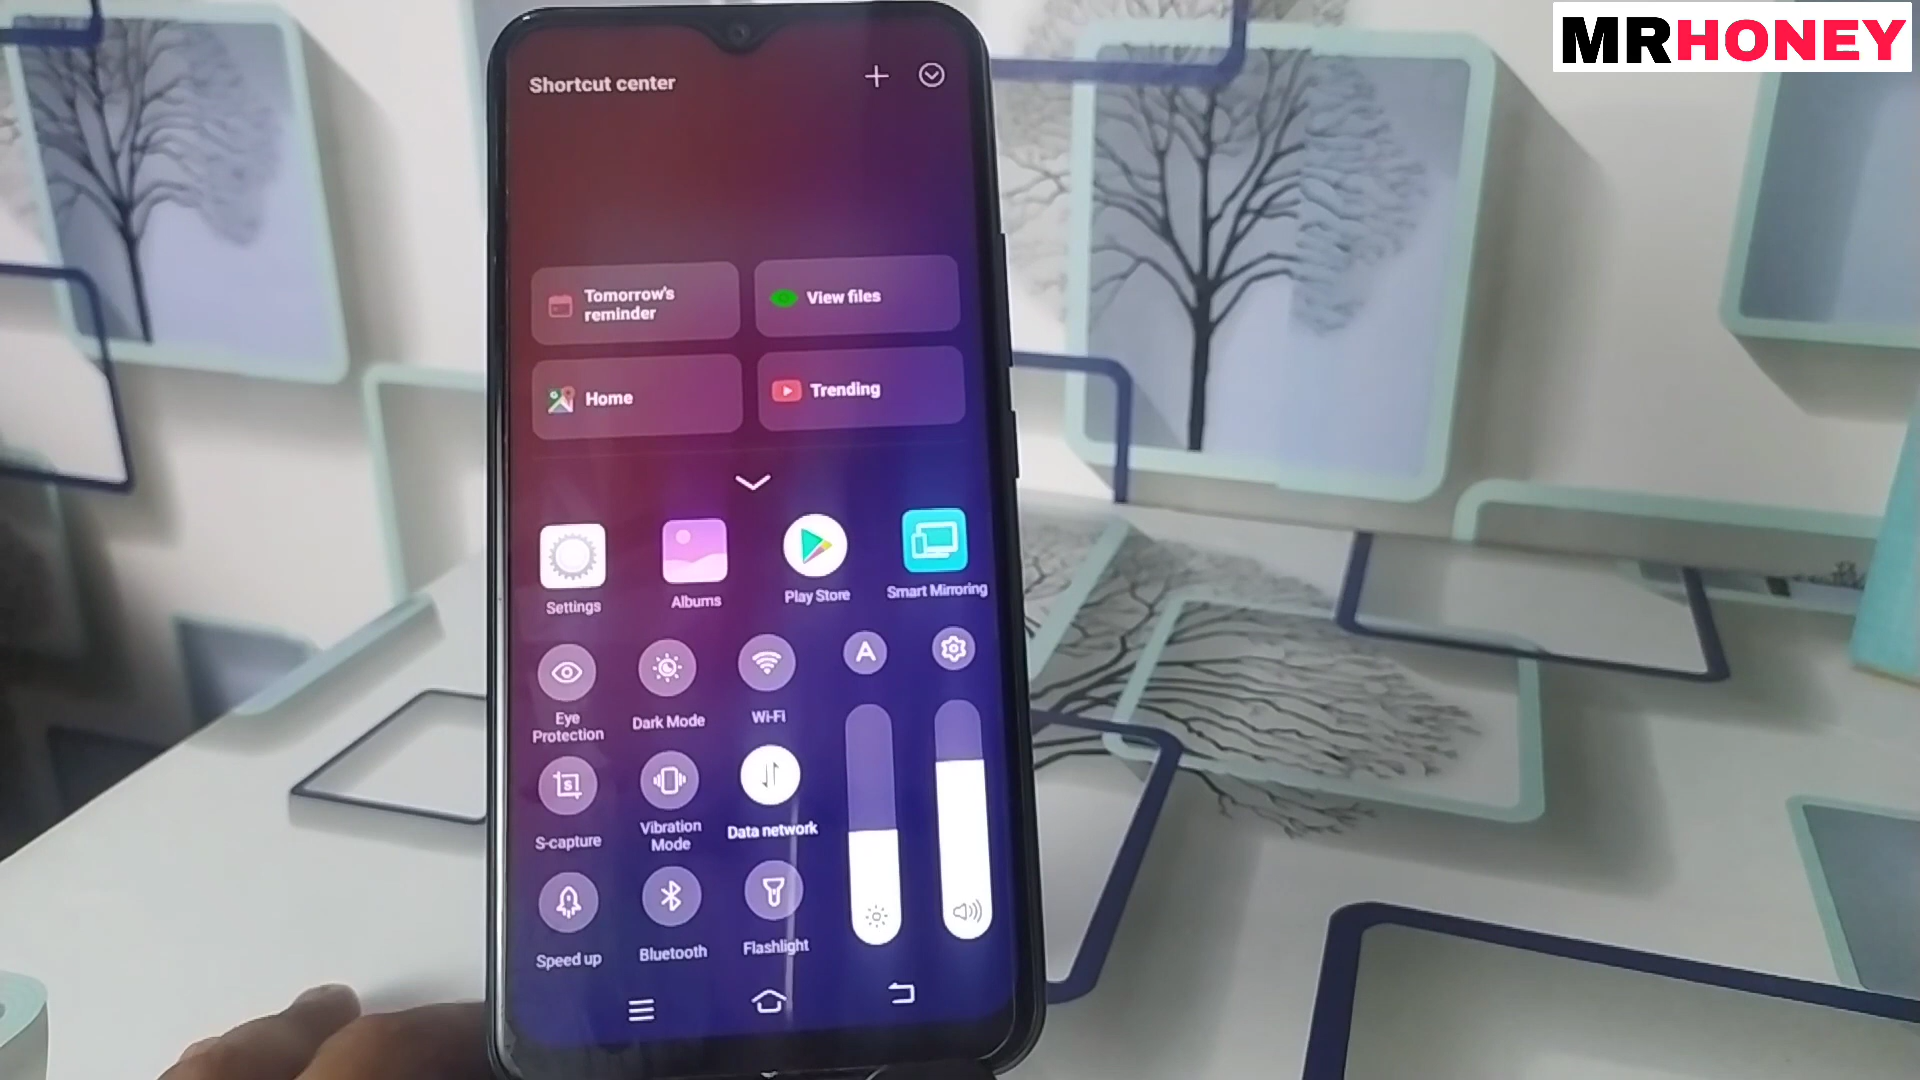 MRHONEY
Shortcut center
Tomorrow's
reminder
View files
Home
Trending
Settings
Albums
Play Store
Smart Mirroring
A
Eye
Protection
Dark Mode
Wi-Fi
S
S-capture
Vibration
Mode
Data network
Speed up
Bluetooth
Flashlight